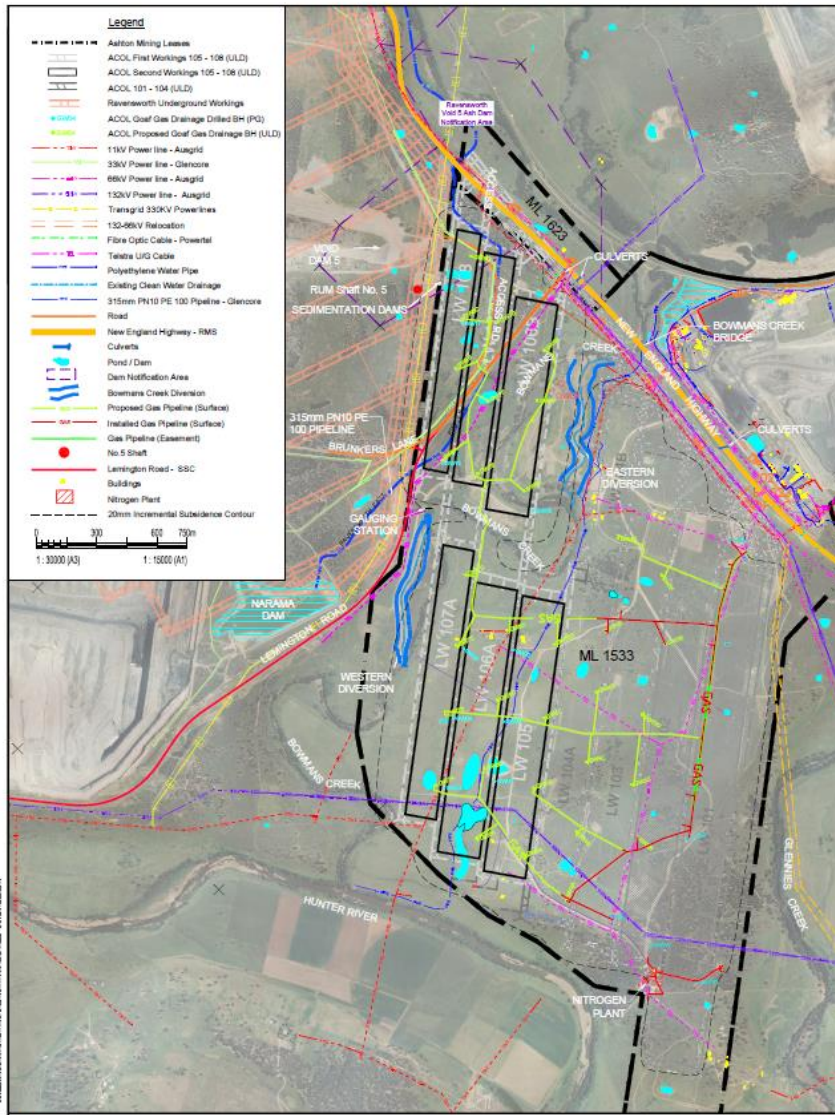 Legend
Ashton Mining Leases
ACOL First Workings 105 - 108 (ULD)
ACOL Second Workings 105 - 108 (ULD)
ACOL 101 - 104 (ULD)
Ravensworth Underground Workings
ACOL Goaf Gas Drainage Drilled BH (PG)
ACOL Proposed Goaf Gas Drainage BH (ULD)
11kV Power line - Ausgrid
33kV Power line - Glencore
66kV Power line - Ausgrid
132kV Power line - Ausgrid
Transgrid 330KV Powerlines
132-66kV Relocation
Fibre Optic Cable - Powertel
Telstra U/G Cable
Polyethylene Water Pipe
Existing Clean Water Drainage
315mm PN10 PE 100 Pipeline - Glencore
Road
New England Highway - RMS
Culverts
Pond / Dam
Dam Notification Area
Bowmans Creek Diversion
Proposed Gas Pipeline (Surface)
Installed Gas Pipeline (Surface)
Gas Pipeline (Easement)
No.5 Shaft
Lemington Road - SSC
Buildings
Nitrogen Plant
20mm Incremental Subsidence Contour
0 300 600 750m
1 : 30000 (A3) 1 : 15000 (A1)
Ravensworth
Void 5 Ash Dam
Notification Area
ML 1623
VOID
DAM 5
CULVERTS
RUM Shaft No. 5
SEDIMENTATION DAMS
ACCESS RD
BOWMANS
CREEK
NEW
ENGLAND
HIGHWAY
BOWMANS CREEK
BRIDGE
CULVERTS
315mm PN10 PE
100 PIPELINE
BRUNKERS LANE
EASTERN
DIVERSION
GAUGING
STATION
BOWMANS
CREEK
NARAMA
DAM
LEMINGTON ROAD
LW 107A
LW 106A
LW 105
LW 104A
LW 103
ML 1533
GAS
GAS
WESTERN
DIVERSION
BOWMANS
CREEK
GLENNIES
CREEK
HUNTER RIVER
NITROGEN
PLANT